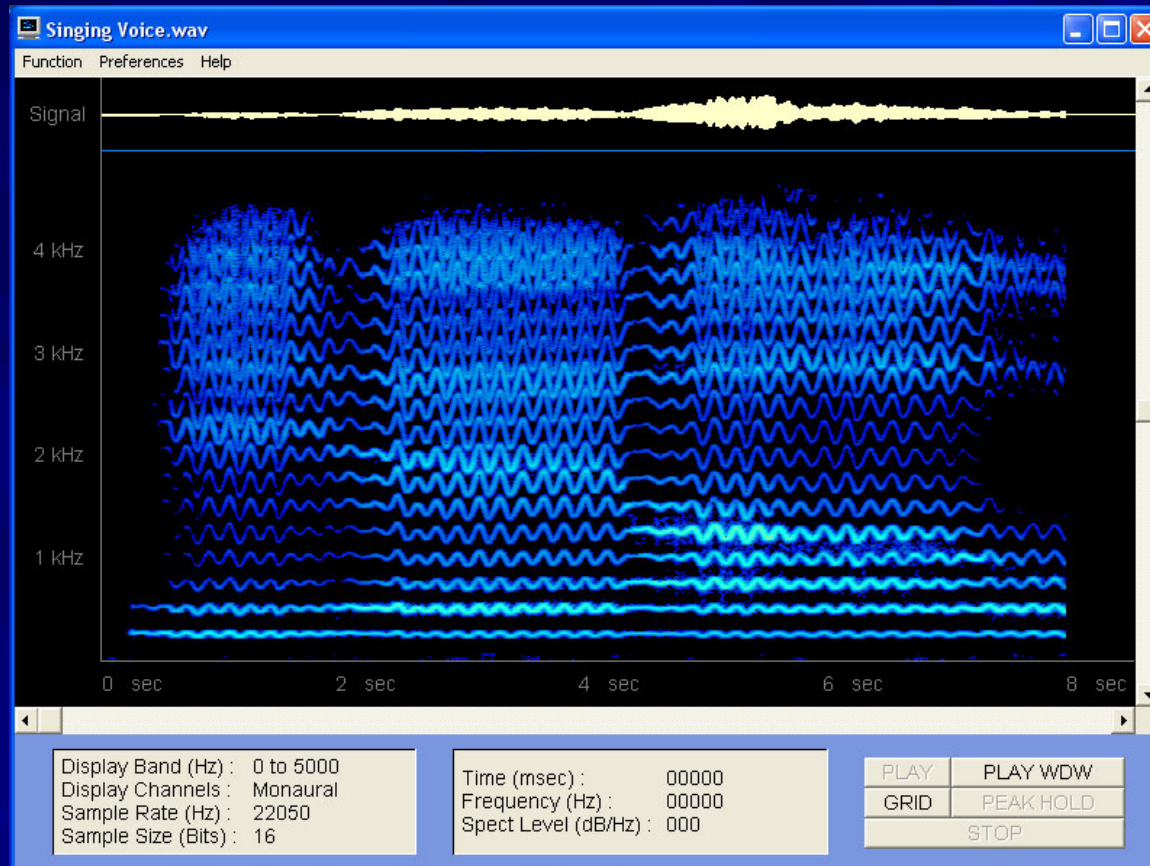 Singing Voice.wav
Function Preferences Help
Signal
4 kHz
3 kHz
2 kHz
1 kHz
0 sec 2 sec 4 sec 6 sec 8 sec
Display Band (Hz) : 0 to 5000
Display Channels : Monaural
Sample Rate (Hz) : 22050
Sample Size (Bits) : 16
Time (msec) : 00000
Frequency (Hz) : 00000
Spect Level (dB/Hz) : 000
PLAY PLAY WDW
GRID PEAK HOLD
STOP